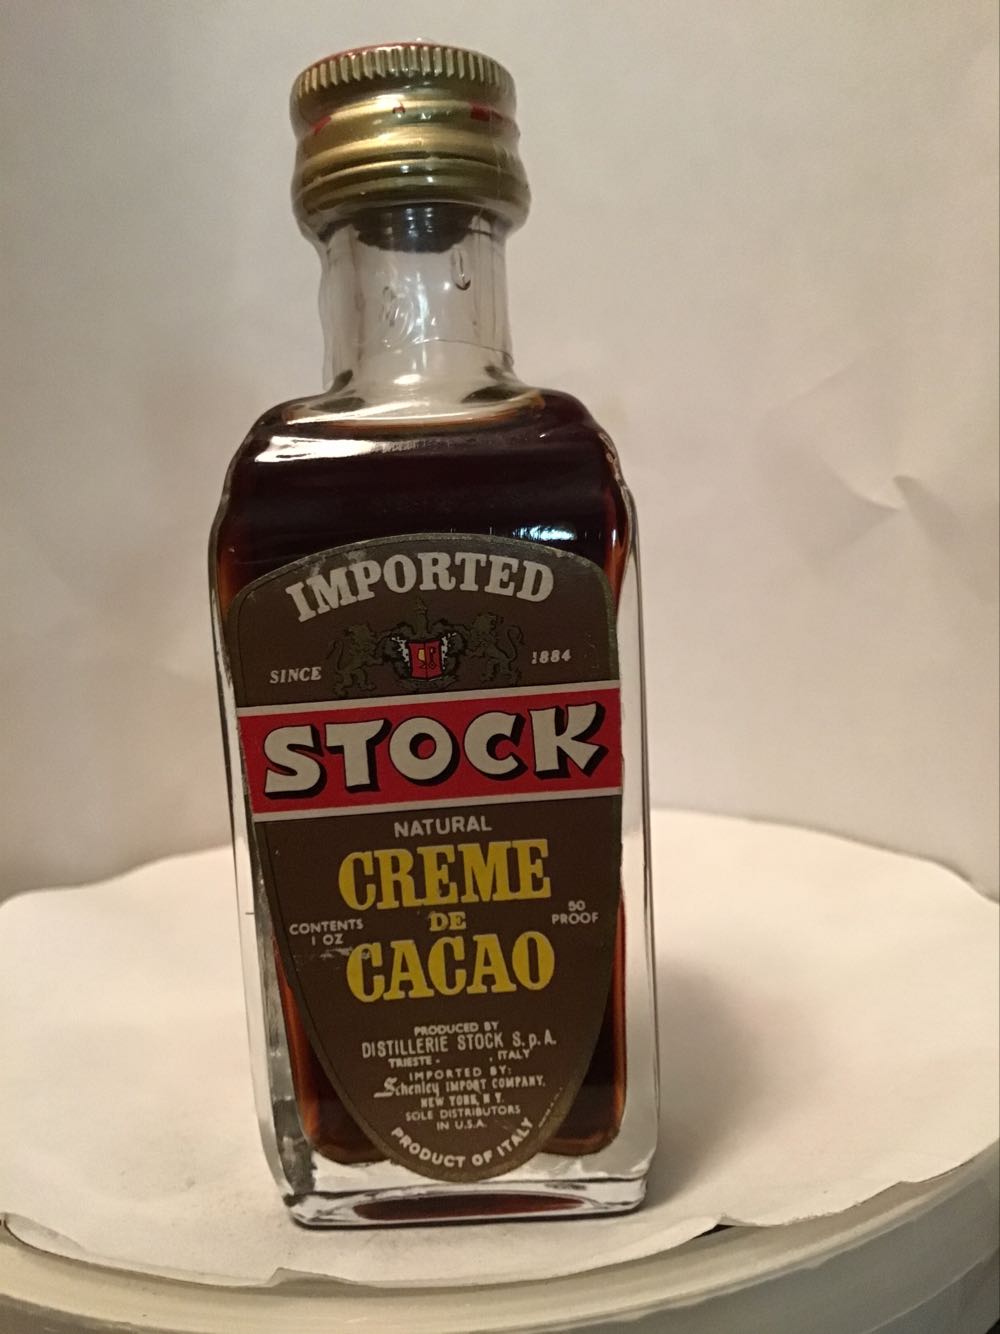 IMPORTED
SINCE 1884
STOCK
NATURAL
CREME
DE
CACAO
CONTENTS
1 OZ
50
PROOF
PRODUCED BY
DISTILLERIE STOCK S.p.A.
TRIESTE - , ITALY
IMPORTED BY:
Schenley IMPORT COMPANY,
NEW YORK, N.Y.
SOLE DISTRIBUTORS
IN U.S.A.
PRODUCT OF ITALY